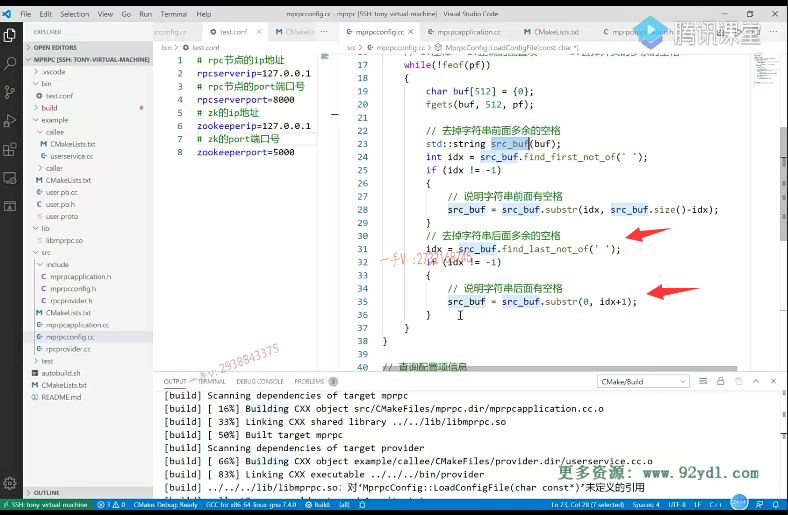 File Edit Selection View Go Run Terminal Help
mprpcconfig.cc - mprpc [SSH: tony-virtual-machine] - Visual Studio Code
腾讯课堂
EXPLORER
OPEN EDITORS
MPRPC [SSH: TONY-VIRTUAL-MACHINE]
.vscode
bin
test.conf
build
example
callee
CMakeLists.txt
userservice.cc
caller
CMakeLists.txt
user.pb.cc
user.pb.h
user.proto
lib
libmprpc.so
src
include
mprpcapplication.h
mprpcconfig.h
rpcprovider.h
CMakeLists.txt
mprpcapplication.cc
mprpcconfig.cc
rpcprovider.cc
test
autobuild.sh
CMakeLists.txt
README.md
OUTLINE
test.conf
bin > test.conf
1 # rpc节点的ip地址
2 rpcserverip=127.0.0.1
3 # rpc节点的port端口号
4 rpcserverport=8000
5 # zk的ip地址
6 zookeeperip=127.0.0.1
7 # zk的port端口号
8 zookeeperport=5000
mprpcconfig.cc mprpcapplication.cc CMakeLists.txt
src > mprpcconfig.cc > MprpcConfig::LoadConfigFile(const char *)
17 while(!feof(pf))
18 {
19 char buf[512] = {0};
20 fgets(buf, 512, pf);
21
22 // 去掉字符串前面多余的空格
23 std::string src_buf(buf);
24 int idx = src_buf.find_first_not_of(' ');
25 if (idx != -1)
26 {
27 // 说明字符串前面有空格
28 src_buf = src_buf.substr(idx, src_buf.size()-idx);
29 }
30 // 去掉字符串后面多余的空格
31 idx = src_buf.find_last_not_of(' ');
32 if (idx != -1)
33 {
34 // 说明字符串后面有空格
35 src_buf = src_buf.substr(0, idx+1);
36 }
37 }
38 }
39
40 // 查询配置项信息
一手V :2732168745
一手v: 2938843375
OUTPUT TERMINAL DEBUG CONSOLE PROBLEMS 3
CMake/Build
[build] Scanning dependencies of target mprpc
[build] [ 16%] Building CXX object src/CMakeFiles/mprpc.dir/mprpcapplication.cc.o
[build] [ 33%] Linking CXX shared library ../../lib/libmprpc.so
[build] [ 50%] Built target mprpc
[build] Scanning dependencies of target provider
[build] [ 66%] Building CXX object example/callee/CMakeFiles/provider.dir/userservice.cc.o
[build] [ 83%] Linking CXX executable ../../../bin/provider
[build] ../../../lib/libmprpc.so：对‘MprpcConfig::LoadConfigFile(char const*)’未定义的引用
更多资源：www.92ydl.com
SSH: tony-virtual-machine 3 0 CMake: Debug: Ready GCC for x86_64-linux-gnu 7.4.0 Build: [all] Ln 23, Col 28 (7 selected) Spaces: 4 UTF-8 LF C++